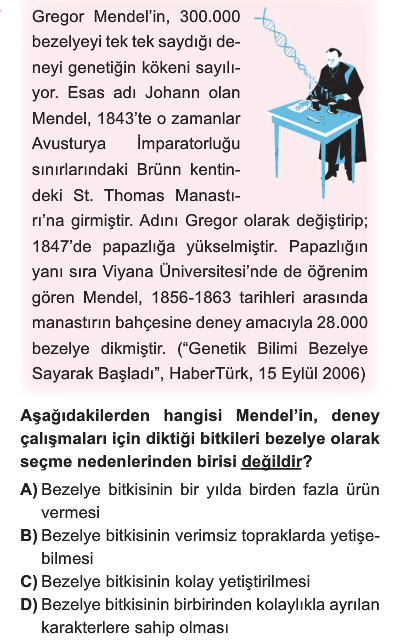 Gregor Mendel'in, 300.000
bezelyeyi tek tek saydığı de-
neyi genetiğin kökeni sayılı-
yor. Esas adı Johann olan
Mendel, 1843'te o zamanlar
Avusturya İmparatorluğu
sınırlarındaki Brünn kentin-
deki St. Thomas Manastı-
rı'na girmiştir. Adını Gregor olarak değiştirip;
1847'de papazlığa yükselmiştir. Papazlığın
yanı sıra Viyana Üniversitesi'nde de öğrenim
gören Mendel, 1856-1863 tarihleri arasında
manastırın bahçesine deney amacıyla 28.000
bezelye dikmiştir. ("Genetik Bilimi Bezelye
Sayarak Başladı", HaberTürk, 15 Eylül 2006)
Aşağıdakilerden hangisi Mendel'in, deney
çalışmaları için diktiği bitkileri bezelye olarak
seçme nedenlerinden birisi değildir?
A) Bezelye bitkisinin bir yılda birden fazla ürün
vermesi
B) Bezelye bitkisinin verimsiz topraklarda yetişe-
bilmesi
C) Bezelye bitkisinin kolay yetiştirilmesi
D) Bezelye bitkisinin birbirinden kolaylıkla ayrılan
karakterlere sahip olması